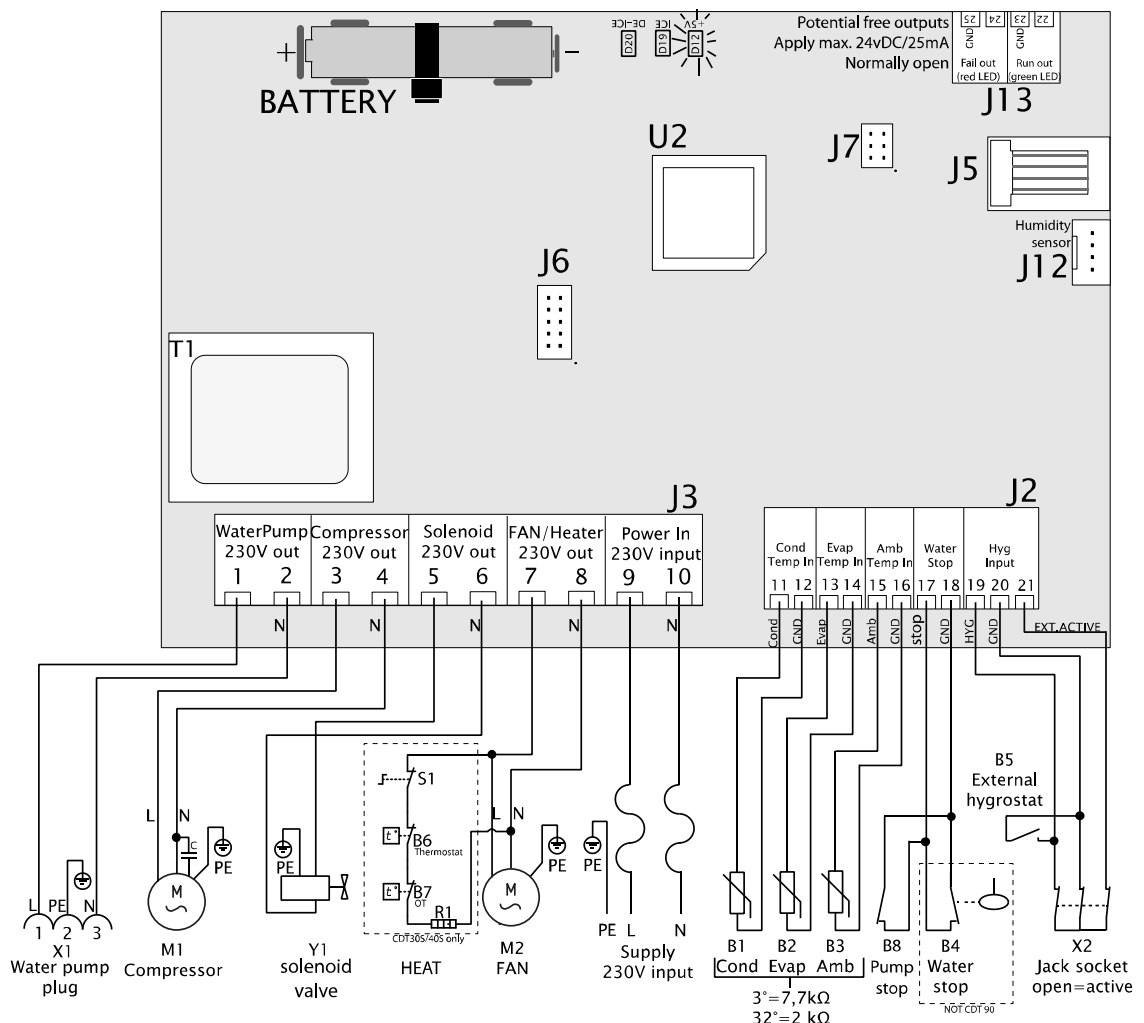 DE-ICE
ICE
+5V
D20
D19
D12
Potential free outputs
Apply max. 24vDC/25mA
Normally open
25
24
23
22
GND
GND
Fail out
(red LED)
Run out
(green LED)
J13
+
-
BATTERY
U2
J7
J5
Humidity
sensor
J12
J6
T1
J3
J2
WaterPump
230V out
Compressor
230V out
Solenoid
230V out
FAN/Heater
230V out
Power In
230V input
1 2 3 4 5 6 7 8 9 10
Cond
Temp In
Evap
Temp In
Amb
Temp In
Water
Stop
Hyg
Input
11 12 13 14 15 16 17 18 19 20 21
N N N N N
Cond GND Evap GND Amb GND stop GND HYG GND
EXT.ACTIVE
S1
B5
External
hygrostat
L N
C
PE
PE
t°
B6
Thermostat
L N
PE
PE
t°
B7
OT
R1
CDT30S/40S only
M
~
M
~
L PE N
1 2 3
X1
Water pump
plug
M1
Compressor
Y1
solenoid
valve
HEAT
M2
FAN
PE L N
Supply
230V input
B1
Cond
B2
Evap
B3
Amb
3°=7,7kΩ
32°=2 kΩ
B8
Pump
stop
B4
Water
stop
NOT CDT 90
X2
Jack socket
open=active